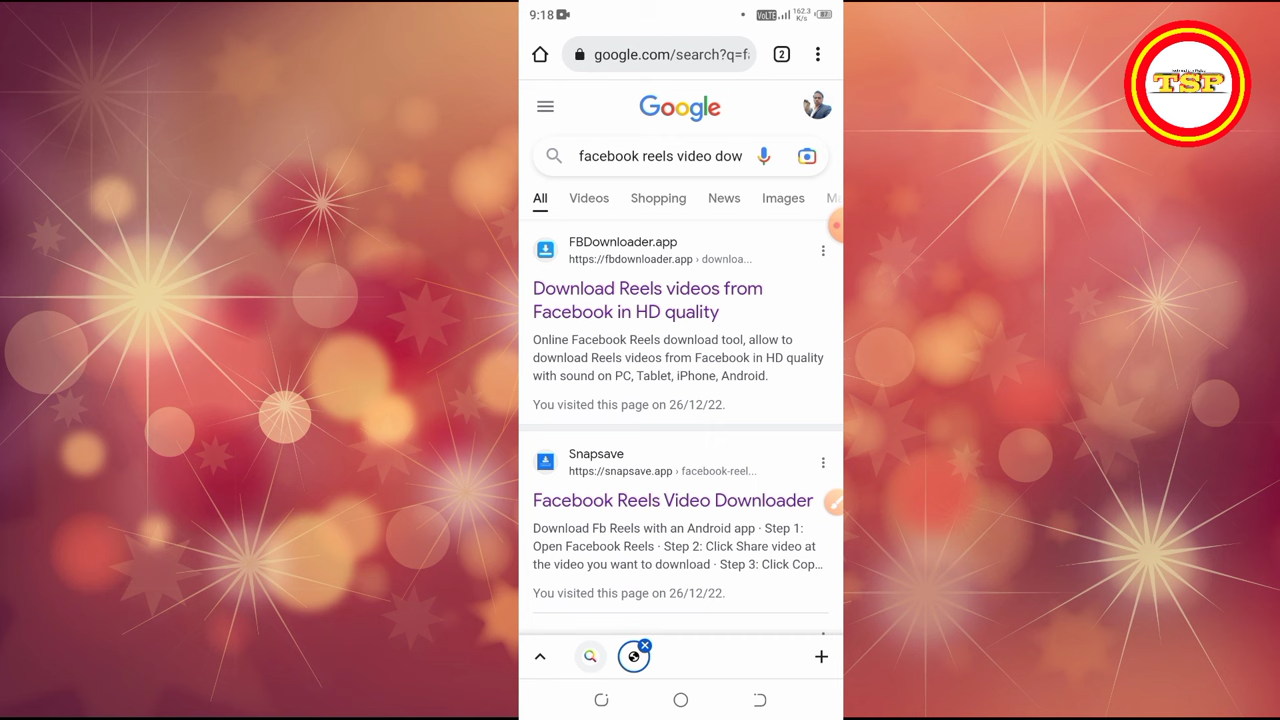 9:18
VoLTE
162.3
K/s
87
google.com/search?q=f
2
Google
facebook reels video dow
All Videos Shopping News Images
FBDownloader.app
https://fbdownloader.app › downloa...
Download Reels videos from
Facebook in HD quality
Online Facebook Reels download tool, allow to
download Reels videos from Facebook in HD quality
with sound on PC, Tablet, iPhone, Android.
You visited this page on 26/12/22.
Snapsave
https://snapsave.app › facebook-reel...
Facebook Reels Video Downloader
Download Fb Reels with an Android app · Step 1:
Open Facebook Reels · Step 2: Click Share video at
the video you want to download · Step 3: Click Cop...
You visited this page on 26/12/22.
TSP